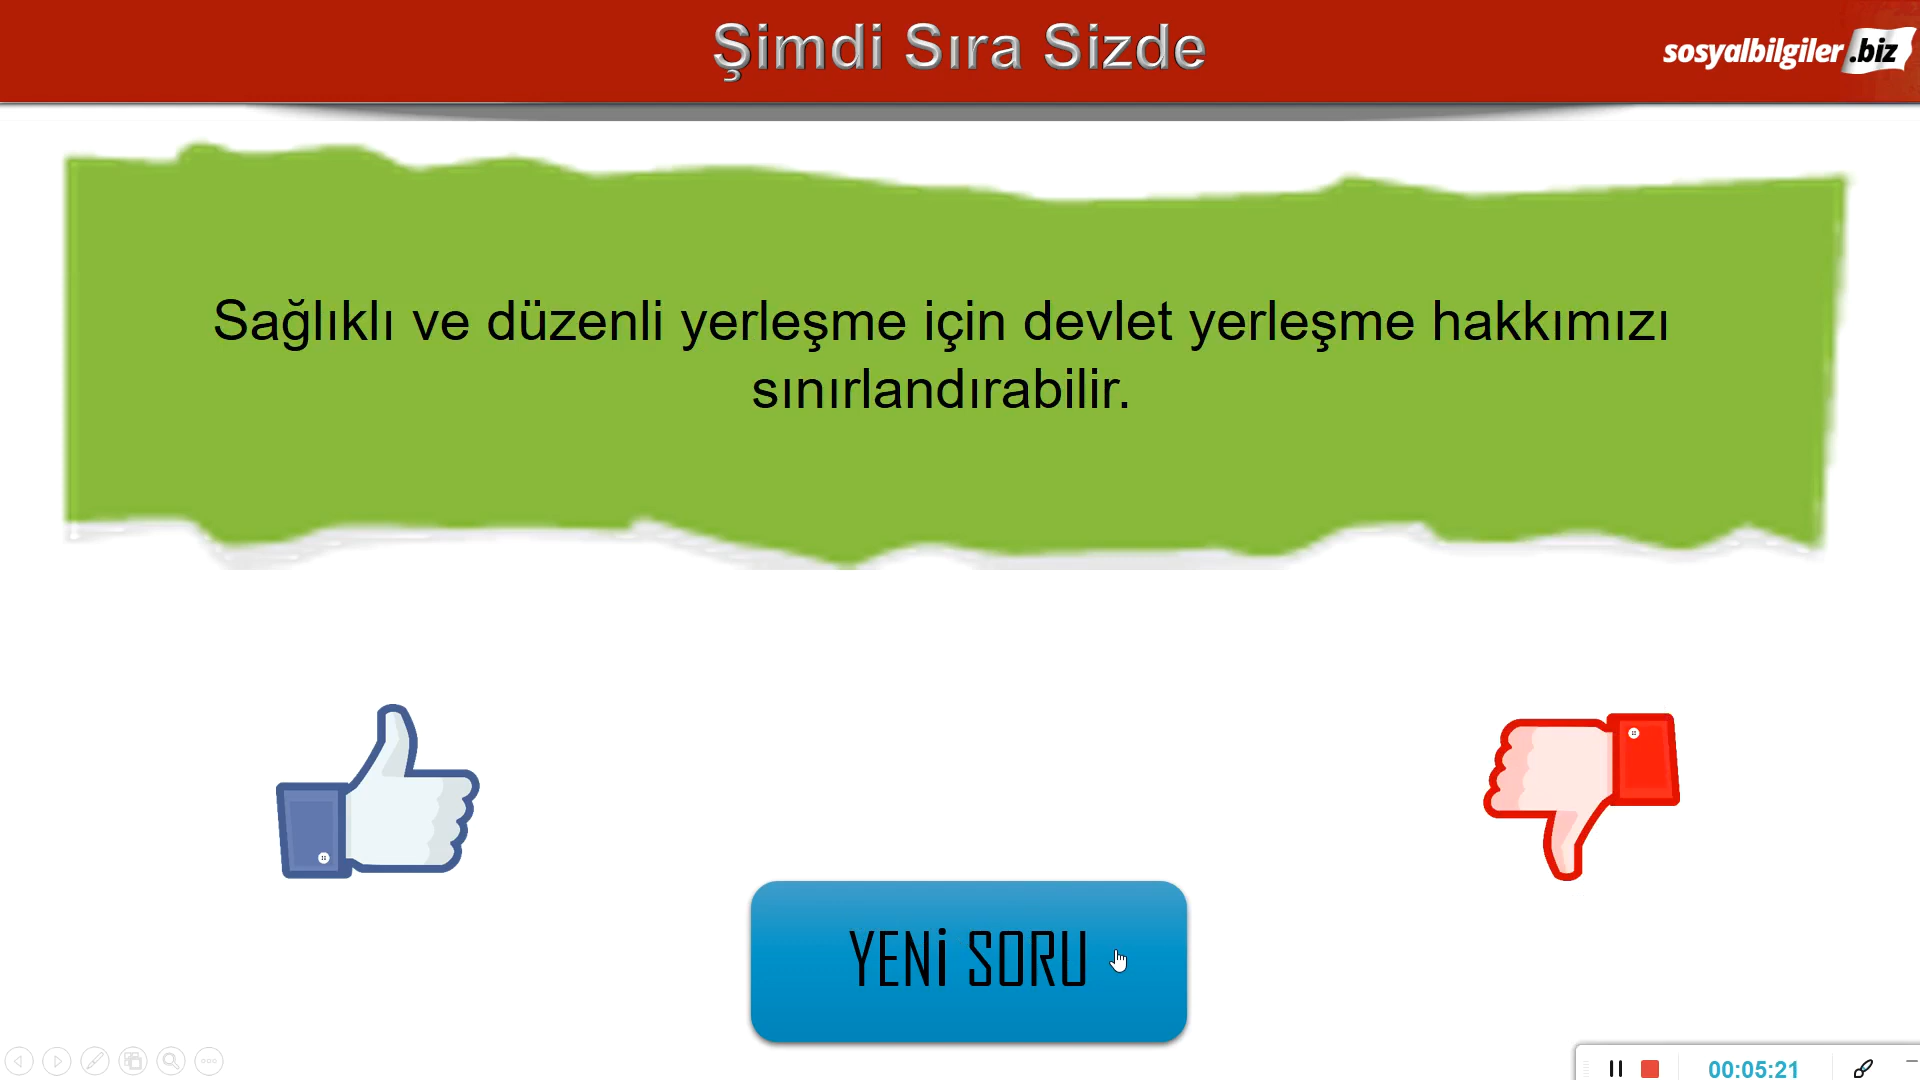 Şimdi Sıra Sizde
sosyalbilgiler.biz
Sağlıklı ve düzenli yerleşme için devlet yerleşme hakkımızı
sınırlandırabilir.
YENİ SORU
00:05:21